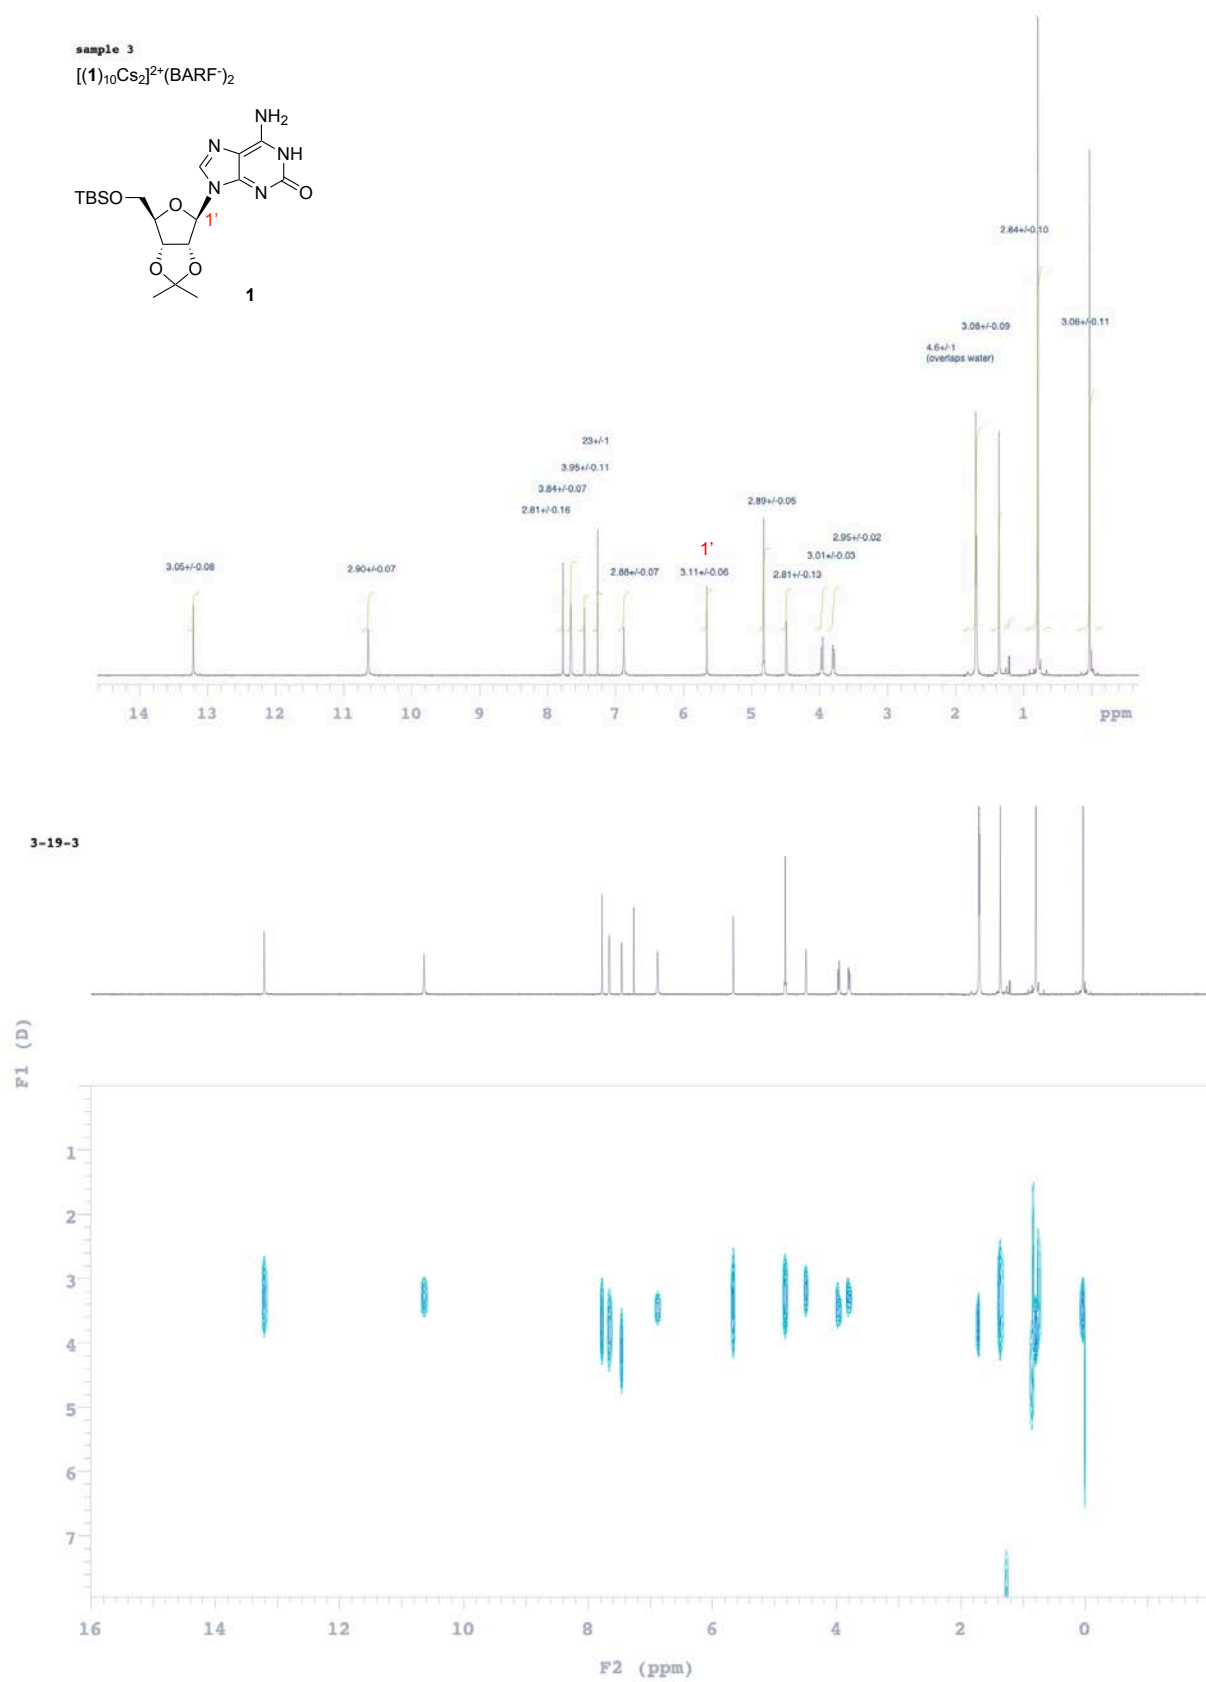 sample 3
[(1)₁₀Cs₂]²⁺(BARF⁻)₂
NH₂
N
NH
N
N
O
TBSO
O
1'
O
O
1
2.84+/-0.10
3.08+/-0.09
3.06+/-0.11
4.6+/-1
(overlaps water)
23+/-1
3.95+/-0.11
3.84+/-0.07
2.81+/-0.16
2.89+/-0.05
2.95+/-0.02
1'
3.01+/-0.03
3.05+/-0.08
2.90+/-0.07
2.88+/-0.07
3.11+/-0.06
2.81+/-0.13
14 13 12 11 10 9 8 7 6 5 4 3 2 1 ppm
3-19-3
F1 (D)
1
2
3
4
5
6
7
16 14 12 10 8 6 4 2 0
F2 (ppm)